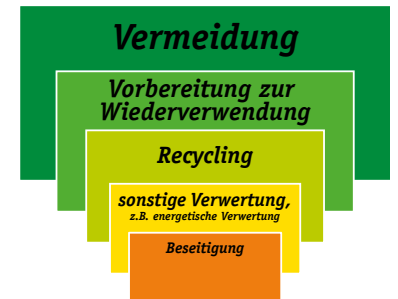 Vermeidung
Vorbereitung zur
Wiederverwendung
Recycling
sonstige Verwertung,
z.B. energetische Verwertung
Beseitigung